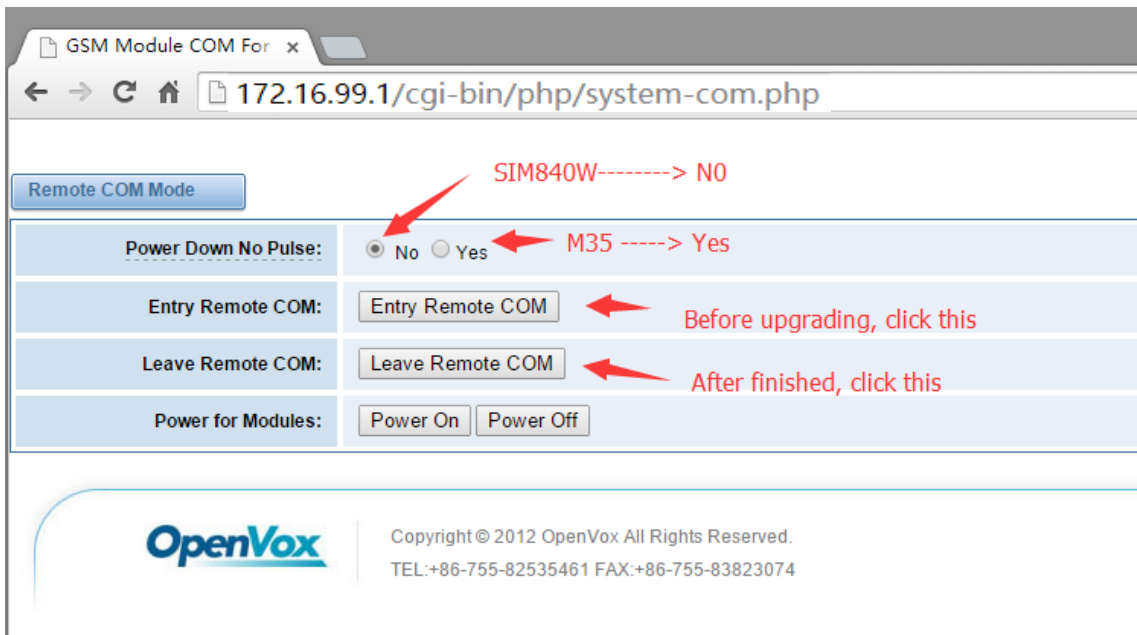 GSM Module COM For
172.16.99.1/cgi-bin/php/system-com.php
SIM840W--------> N0
Remote COM Mode
Power Down No Pulse: No Yes M35 -----> Yes
Entry Remote COM: Entry Remote COM
Before upgrading, click this
Leave Remote COM: Leave Remote COM
After finished, click this
Power for Modules: Power On Power Off
OpenVox
Copyright © 2012 OpenVox All Rights Reserved.
TEL:+86-755-82535461 FAX:+86-755-83823074